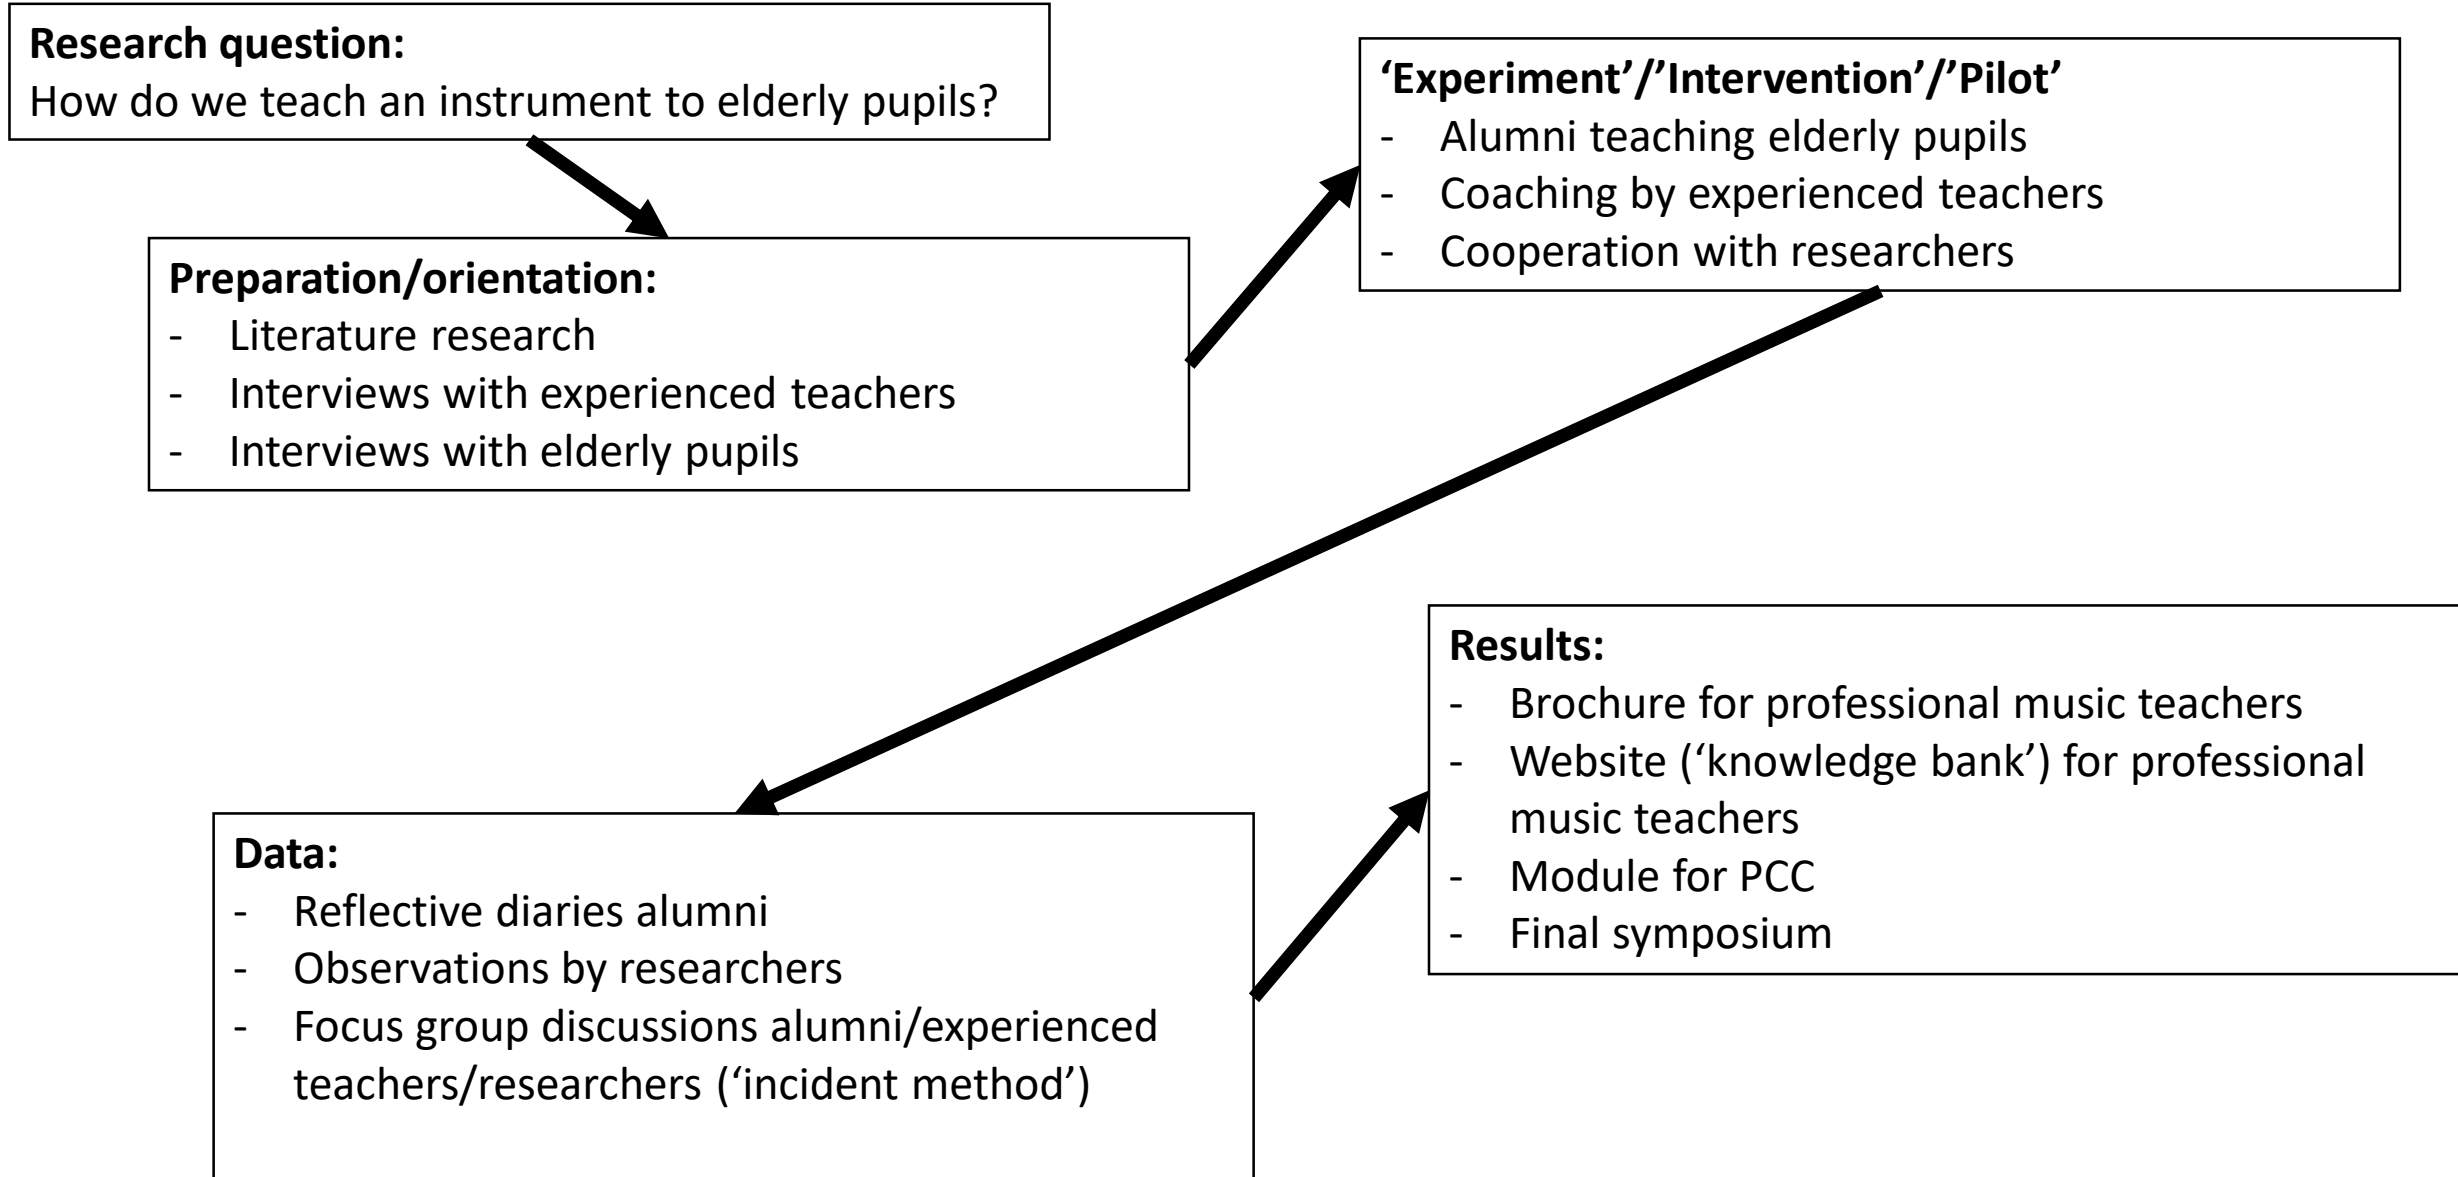 Research question:
How do we teach an instrument to elderly pupils?
Preparation/orientation:
- Literature research
- Interviews with experienced teachers
- Interviews with elderly pupils
‘Experiment’/’Intervention’/’Pilot’
- Alumni teaching elderly pupils
- Coaching by experienced teachers
- Cooperation with researchers
Data:
- Reflective diaries alumni
- Observations by researchers
- Focus group discussions alumni/experienced
teachers/researchers (‘incident method’)
Results:
- Brochure for professional music teachers
- Website (‘knowledge bank’) for professional
music teachers
- Module for PCC
- Final symposium